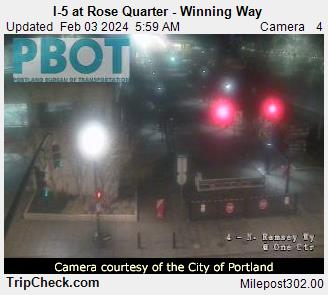 I-5 at Rose Quarter - Winning Way
Updated Feb 03 2024 5:59 AM Camera 4
PBOT
PORTLAND BUREAU OF TRANSPORTATION
4 - N. Ramsey Wy
@ One Ctr
Camera courtesy of the City of Portland
TripCheck.com Milepost302.00